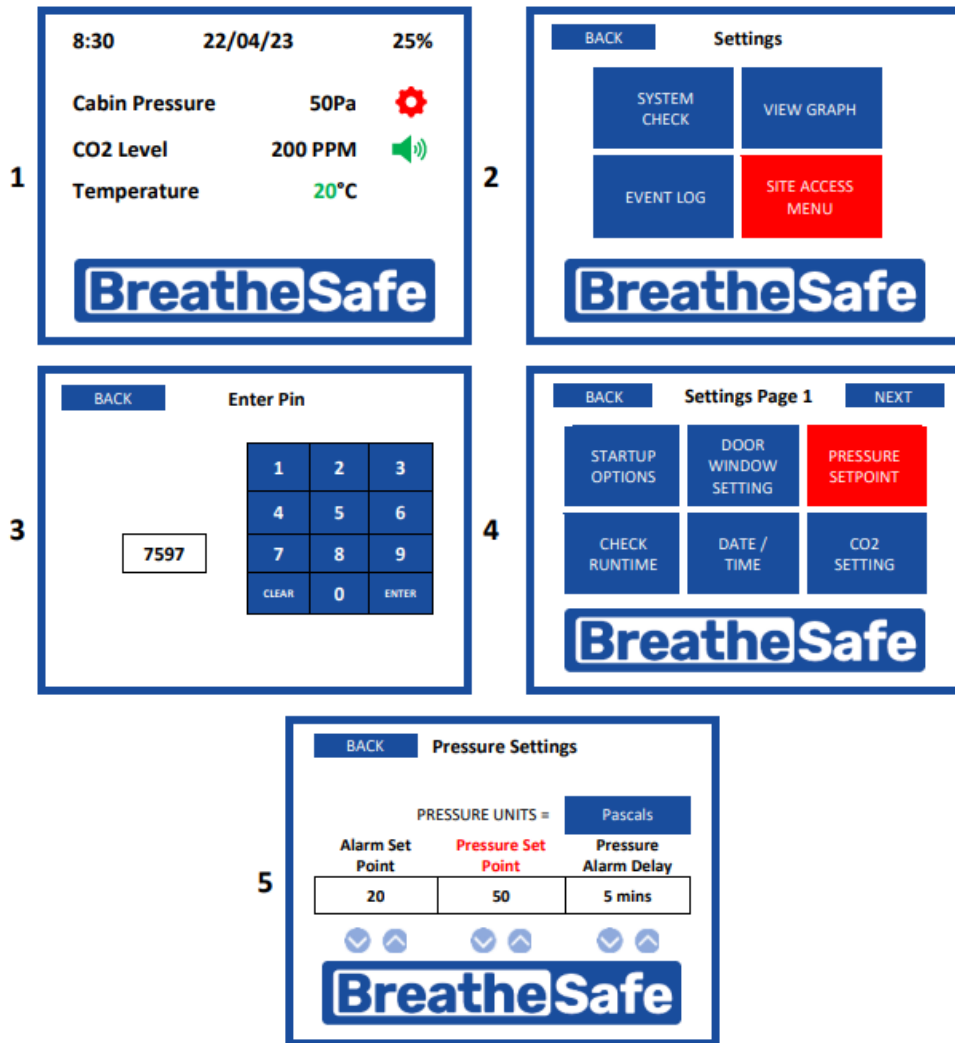 1
8:30 22/04/23 25%
Cabin Pressure 50Pa
CO2 Level 200 PPM
Temperature 20°C
BreatheSafe
2
BACK Settings
SYSTEM
CHECK
VIEW GRAPH
EVENT LOG
SITE ACCESS
MENU
BreatheSafe
3
BACK Enter Pin
1 2 3
4 5 6
7597
7 8 9
CLEAR 0 ENTER
4
BACK Settings Page 1 NEXT
STARTUP
OPTIONS
DOOR
WINDOW
SETTING
PRESSURE
SETPOINT
CHECK
RUNTIME
DATE /
TIME
CO2
SETTING
BreatheSafe
5
BACK Pressure Settings
PRESSURE UNITS = Pascals
Alarm Set
Point
Pressure Set
Point
Pressure
Alarm Delay
20 50 5 mins
BreatheSafe